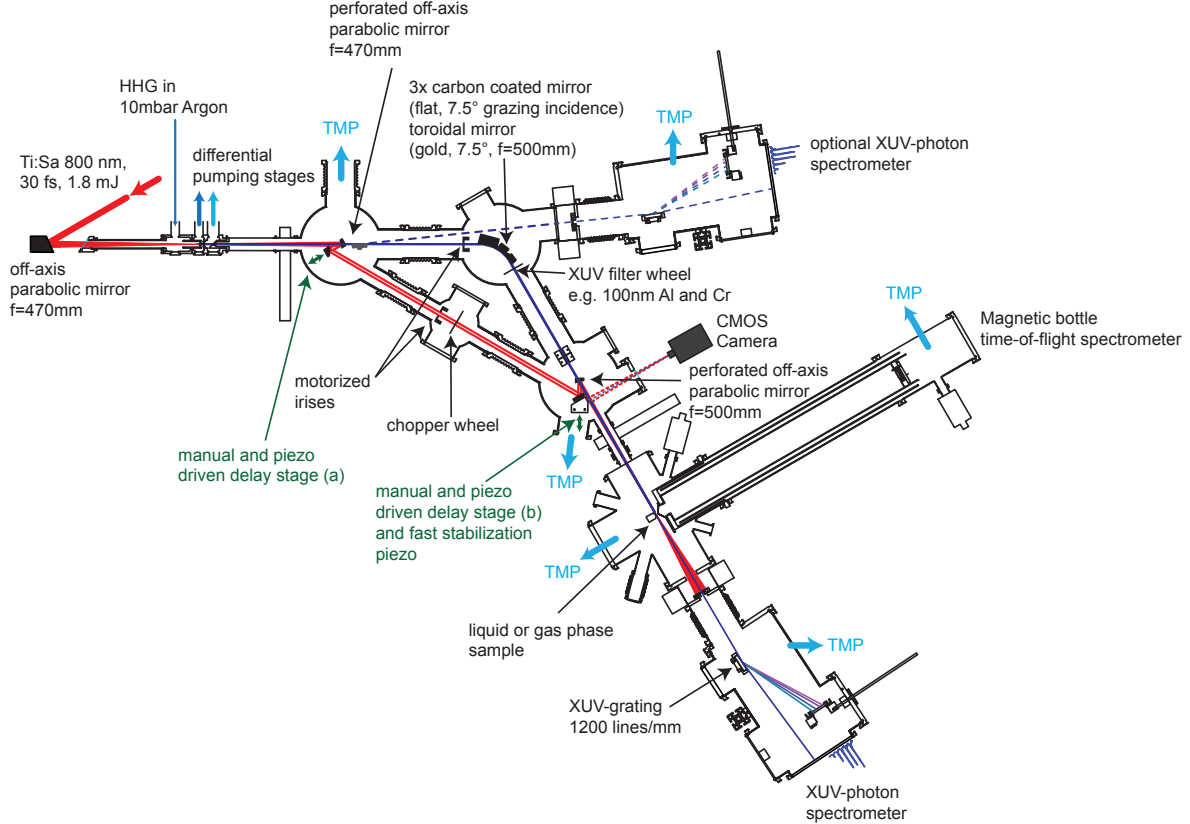 perforated off-axis
parabolic mirror
f=470mm
HHG in
10mbar Argon
TMP
3x carbon coated mirror
(flat, 7.5° grazing incidence)
toroidal mirror
(gold, 7.5°, f=500mm)
TMP
optional XUV-photon
spectrometer
Ti:Sa 800 nm,
30 fs, 1.8 mJ
differential
pumping stages
off-axis
parabolic mirror
f=470mm
XUV filter wheel
e.g. 100nm Al and Cr
TMP
Magnetic bottle
time-of-flight spectrometer
CMOS
Camera
perforated off-axis
parabolic mirror
f=500mm
motorized
irises
chopper wheel
manual and piezo
driven delay stage (a)
TMP
manual and piezo
driven delay stage (b)
and fast stabilization
piezo
TMP
liquid or gas phase
sample
TMP
XUV-grating
1200 lines/mm
XUV-photon
spectrometer